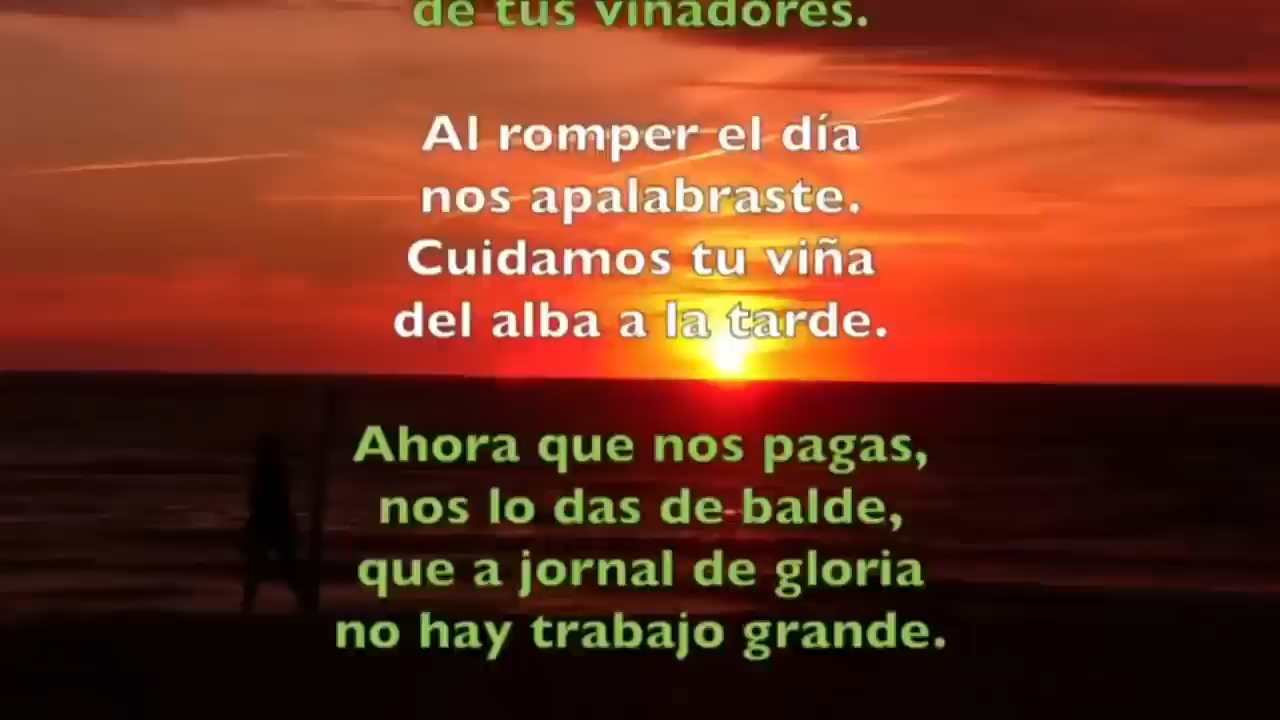 de tus viñadores.
Al romper el día
nos apalabraste.
Cuidamos tu viña
del alba a la tarde.
Ahora que nos pagas,
nos lo das de balde,
que a jornal de gloria
no hay trabajo grande.